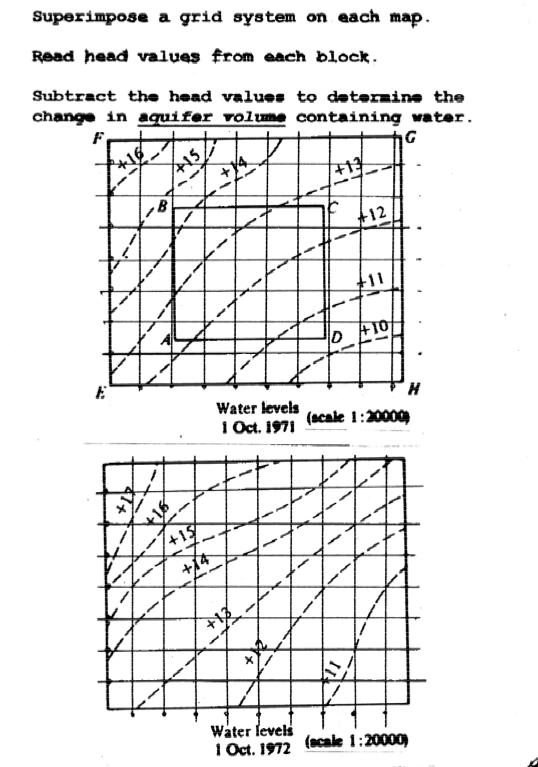 Superimpose a grid system on each map.
Read head values from each block.
Subtract the head values to determine the
change in aquifer volume containing water.
F
G
+16
+15
+14
+13
B
C
+12
+11
A
D
+10
E
H
Water levels (scale 1:20000)
1 Oct. 1971
+17
+16
+15
+14
+13
+12
+11
Water levels (scale 1:20000)
1 Oct. 1972